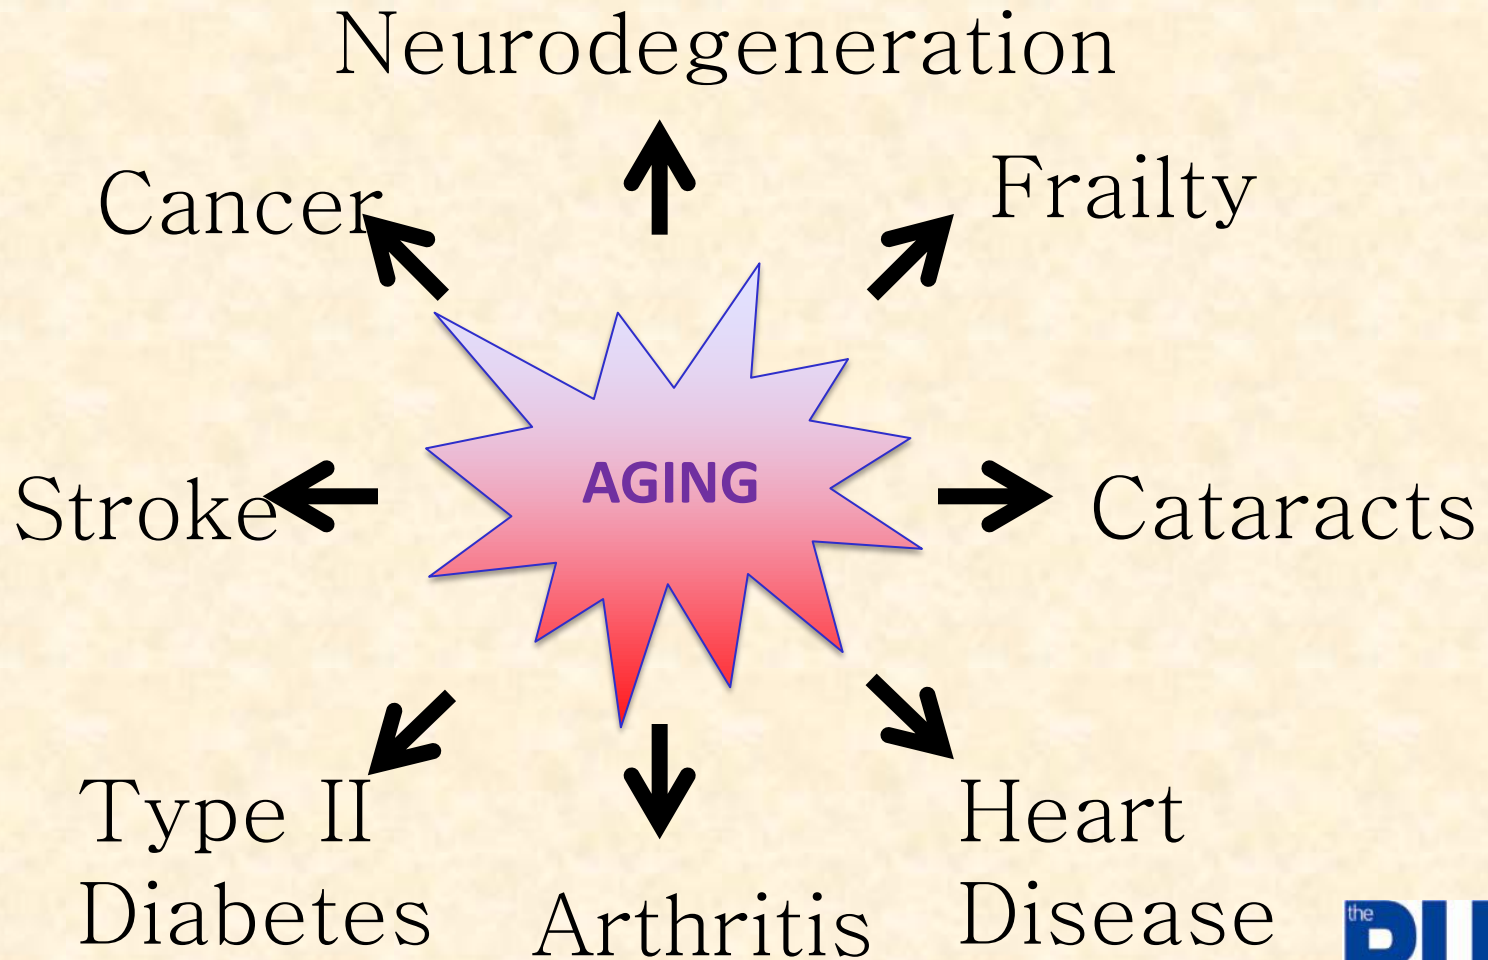 Neurodegeneration
Cancer
Frailty
AGING
Stroke
Cataracts
Type II
Diabetes
Arthritis
Heart
Disease
the